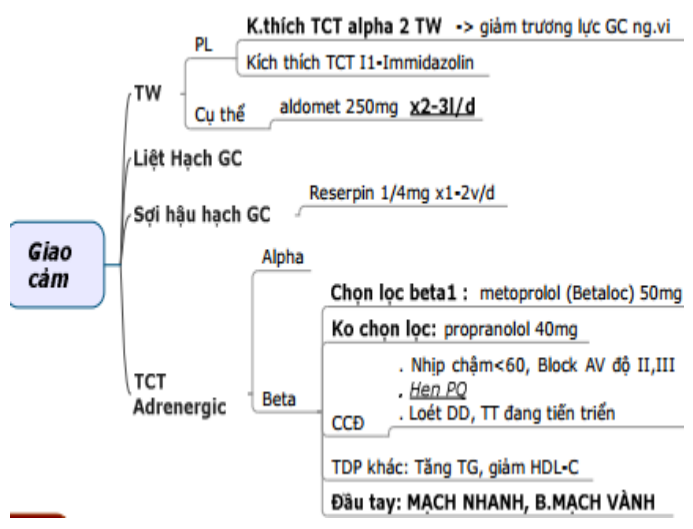 K.thích TCT alpha 2 TW -> giảm trương lực GC ng.vi
PL
Kích thích TCT I1-Immidazolin
TW
Cụ thể
aldomet 250mg x2-3l/d
Liệt Hạch GC
Sợi hậu hạch GC
Reserpin 1/4mg x1-2v/d
Giao
cảm
Alpha
TCT
Adrenergic
Beta
Chọn lọc beta1 : metoprolol (Betaloc) 50mg
Ko chọn lọc: propranolol 40mg
CCĐ
. Nhịp chậm<60, Block AV độ II,III
. Hen PQ
. Loét DD, TT đang tiến triển
TDP khác: Tăng TG, giảm HDL-C
Đầu tay: MẠCH NHANH, B.MẠCH VÀNH